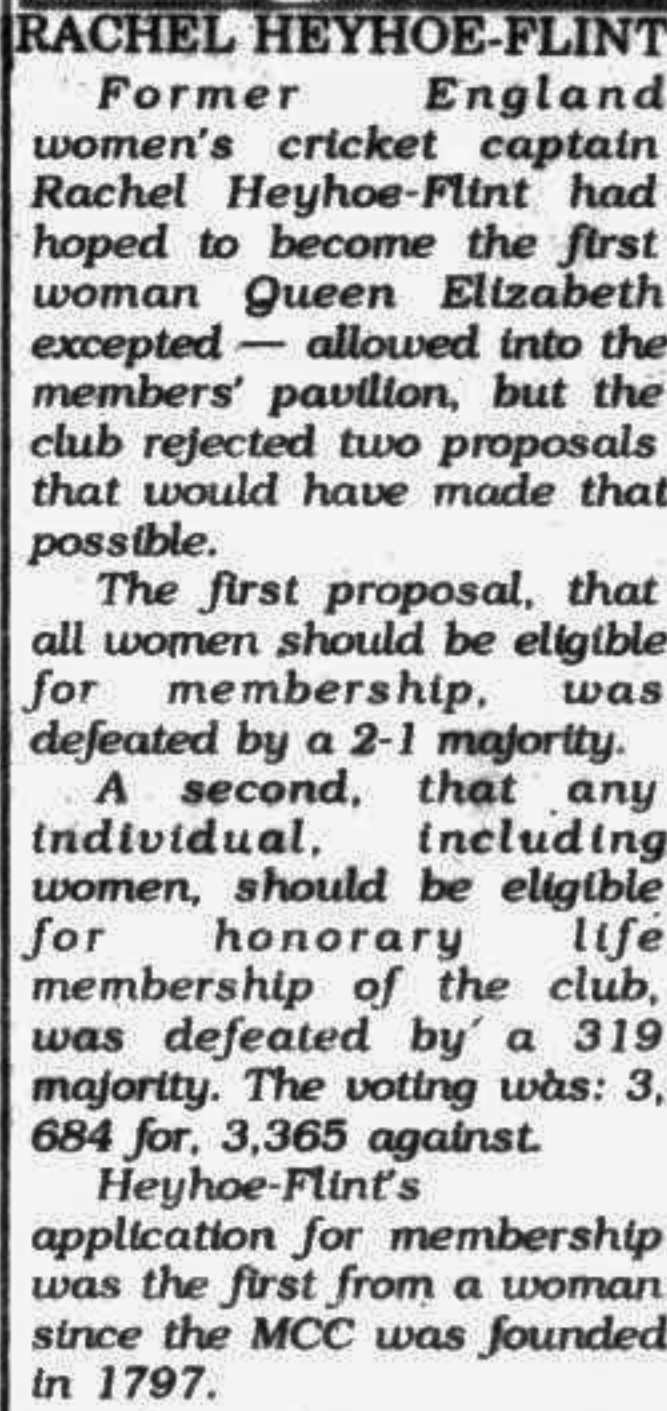 RACHEL HEYHOE-FLINT
Former England
women's cricket captain
Rachel Heyhoe-Flint had
hoped to become the first
woman Queen Elizabeth
excepted — allowed into the
members' pavilion, but the
club rejected two proposals
that would have made that
possible.
The first proposal, that
all women should be eligible
for membership, was
defeated by a 2-1 majority.
A second, that any
individual, including
women, should be eligible
for honorary life
membership of the club,
was defeated by a 319
majority. The voting was: 3,
684 for, 3,365 against.
Heyhoe-Flint's
application for membership
was the first from a woman
since the MCC was founded
in 1797.